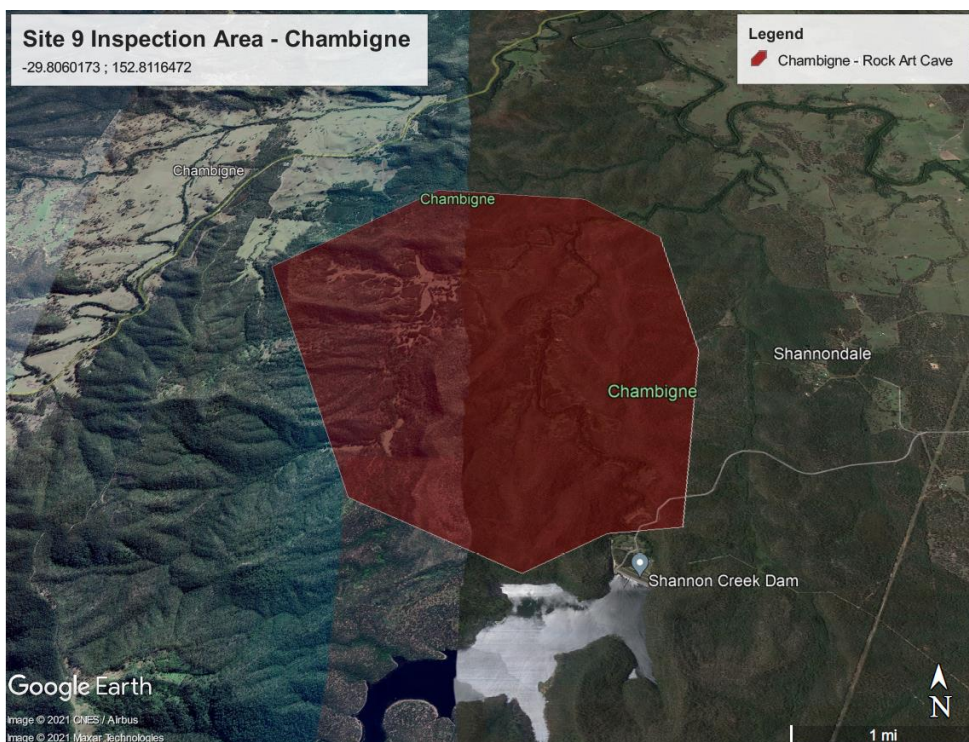 Site 9 Inspection Area - Chambigne
-29.8060173 ; 152.8116472
Legend
Chambigne - Rock Art Cave
Chambigne
Chambigne
Shannondale
Chambigne
Shannon Creek Dam
Google Earth
N
Image © 2021 CNES / Airbus
Image © 2021 Maxar Technologies
1 mi